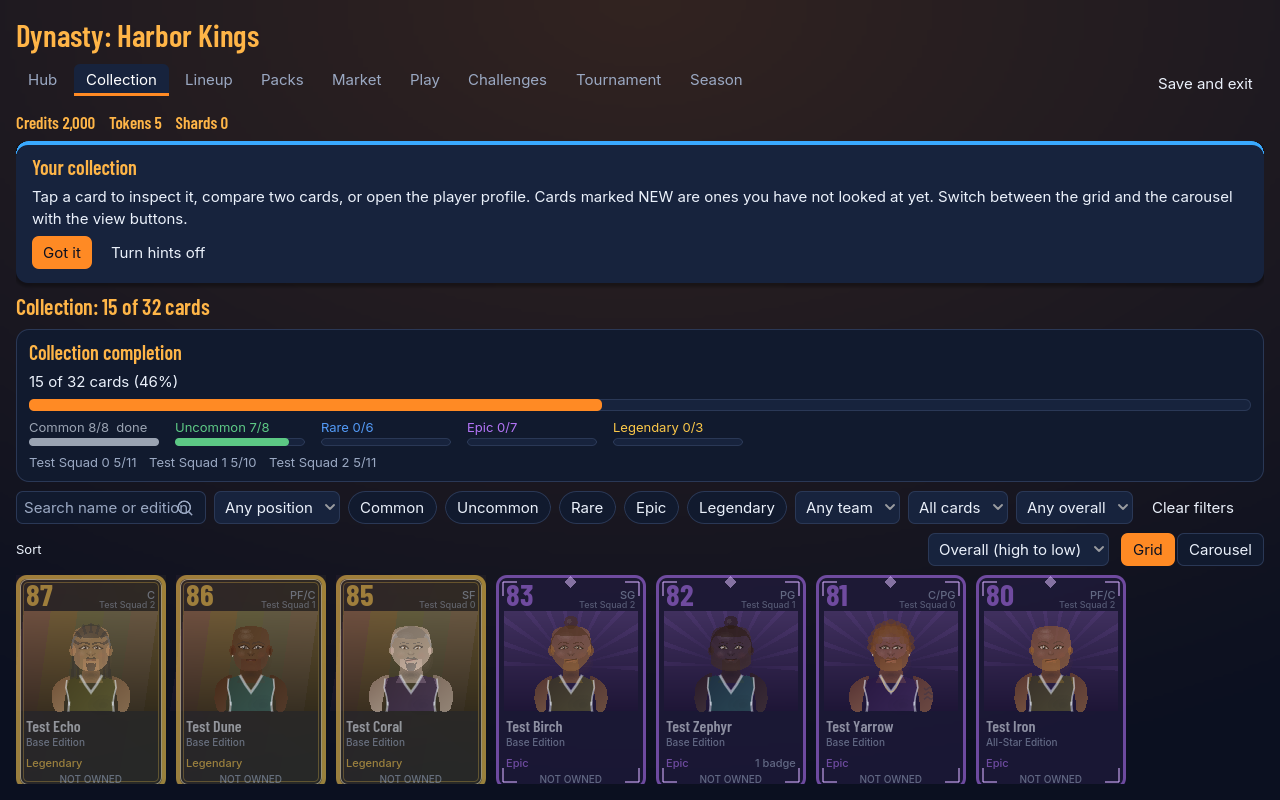 Dynasty: Harbor Kings
Hub Collection Lineup Packs Market Play Challenges Tournament Season Save and exit
Credits 2,000 Tokens 5 Shards 0
Your collection
Tap a card to inspect it, compare two cards, or open the player profile. Cards marked NEW are ones you have not looked at yet. Switch between the grid and the carousel
with the view buttons.
Got it Turn hints off
Collection: 15 of 32 cards
Collection completion
15 of 32 cards (46%)
Common 8/8 done Uncommon 7/8 Rare 0/6 Epic 0/7 Legendary 0/3
Test Squad 0 5/11 Test Squad 1 5/10 Test Squad 2 5/11
Search name or edition Any position Common Uncommon Rare Epic Legendary Any team All cards Any overall Clear filters
Sort Overall (high to low) Grid Carousel
87 C 86 PF/C 85 SF 83 SG 82 PG 81 C/PG 80 PF/C
Test Squad 2 Test Squad 1 Test Squad 0 Test Squad 2 Test Squad 1 Test Squad 0 Test Squad 2
Test Echo Test Dune Test Coral Test Birch Test Zephyr Test Yarrow Test Iron
Base Edition Base Edition Base Edition Base Edition Base Edition Base Edition All-Star Edition
Legendary Legendary Legendary Epic Epic 1 badge Epic Epic
NOT OWNED NOT OWNED NOT OWNED NOT OWNED NOT OWNED NOT OWNED NOT OWNED